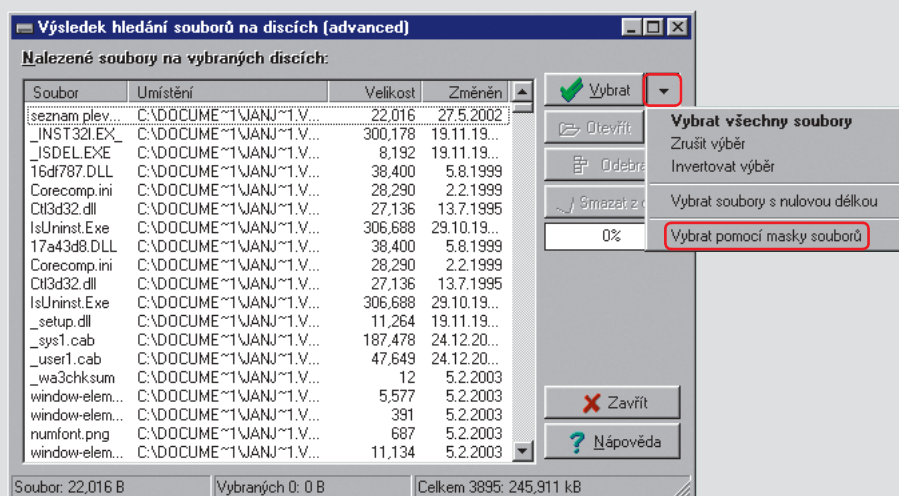 Výsledek hledání souborů na discích (advanced)
Nalezené soubory na vybraných discích:
Soubor Umístění Velikost Změněn
seznam plev... C:\DOCUME~1\JANJ~1.V... 22,016 27.5.2002
_INST32I.EX_ C:\DOCUME~1\JANJ~1.V... 300,178 19.11.19...
_ISDEL.EXE C:\DOCUME~1\JANJ~1.V... 8,192 19.11.19...
16df787.DLL C:\DOCUME~1\JANJ~1.V... 38,400 5.8.1999
Corecomp.ini C:\DOCUME~1\JANJ~1.V... 28,290 2.2.1999
Ctl3d32.dll C:\DOCUME~1\JANJ~1.V... 27,136 13.7.1995
IsUninst.Exe C:\DOCUME~1\JANJ~1.V... 306,688 29.10.19...
17a43d8.DLL C:\DOCUME~1\JANJ~1.V... 38,400 5.8.1999
Corecomp.ini C:\DOCUME~1\JANJ~1.V... 28,290 2.2.1999
Ctl3d32.dll C:\DOCUME~1\JANJ~1.V... 27,136 13.7.1995
IsUninst.Exe C:\DOCUME~1\JANJ~1.V... 306,688 29.10.19...
_setup.dll C:\DOCUME~1\JANJ~1.V... 11,264 19.11.19...
_sys1.cab C:\DOCUME~1\JANJ~1.V... 187,478 24.12.20...
_user1.cab C:\DOCUME~1\JANJ~1.V... 47,649 24.12.20...
_wa3chksum C:\DOCUME~1\JANJ~1.V... 12 5.2.2003
window-elem... C:\DOCUME~1\JANJ~1.V... 5,577 5.2.2003
window-elem... C:\DOCUME~1\JANJ~1.V... 391 5.2.2003
numfont.png C:\DOCUME~1\JANJ~1.V... 687 5.2.2003
window-elem... C:\DOCUME~1\JANJ~1.V... 11,134 5.2.2003
Vybrat
Otevřít
Odebra
Smazat z d
0%
Vybrat všechny soubory
Zrušit výběr
Invertovat výběr
Vybrat soubory s nulovou délkou
Vybrat pomocí masky souborů
Zavřít
Nápověda
Soubor: 22,016 B Vybraných 0: 0 B Celkem 3895: 245,911 kB